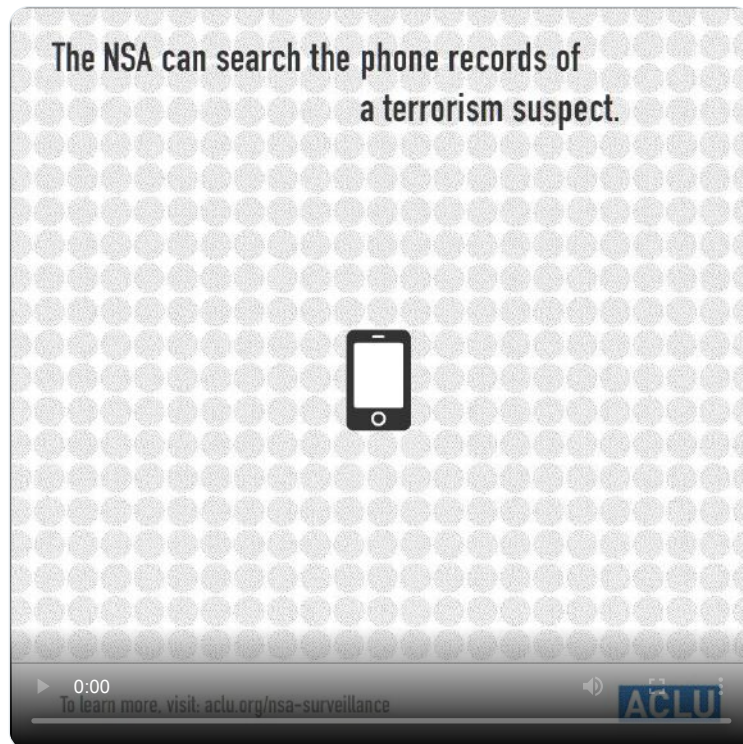 The NSA can search the phone records of
a terrorism suspect.
0:00
To learn more, visit: aclu.org/nsa-surveillance
ACLU